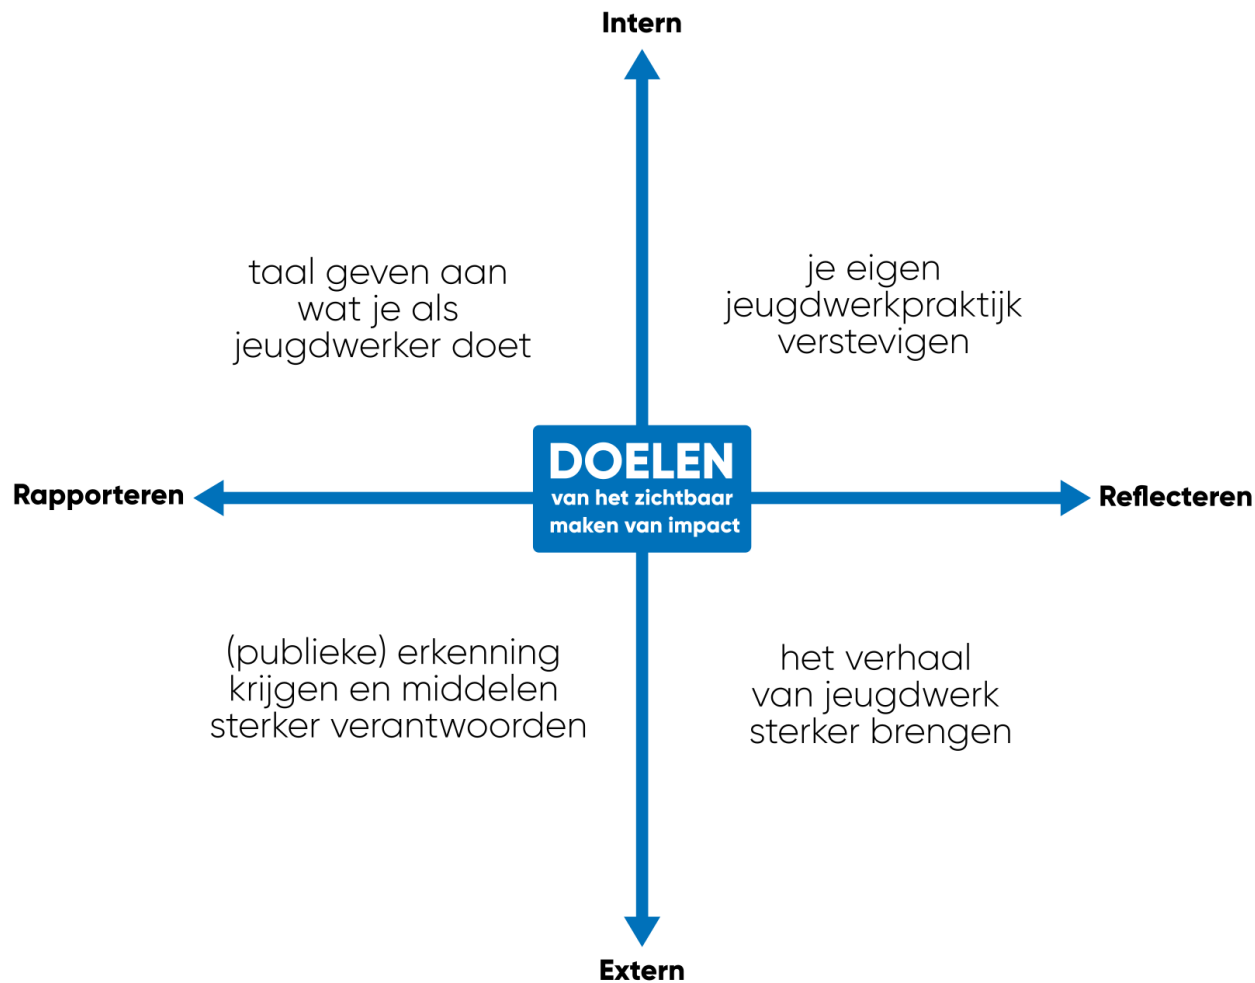 Intern
taal geven aan
wat je als
jeugdwerker doet
je eigen
jeugdwerkpraktijk
verstevigen
Rapporteren
DOELEN
van het zichtbaar
maken van impact
Reflecteren
(publieke) erkenning
krijgen en middelen
sterker verantwoorden
het verhaal
van jeugdwerk
sterker brengen
Extern